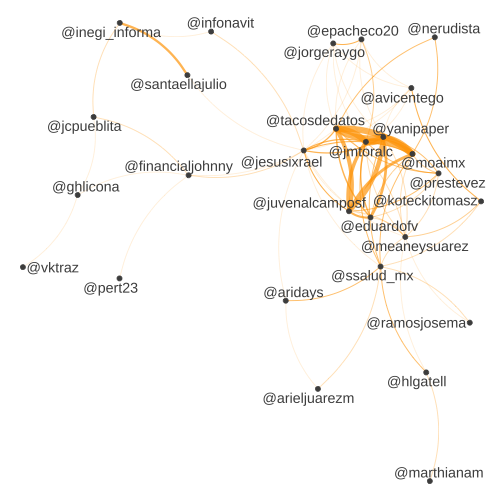 @infonavit
@epacheco20
@nerudista
@inegi_informa
@jorgeraygo
@santaellajulio
@avicentego
@tacosdedatos
@jcpueblita
@yanipaper
@jmtoralc
@financialjohnny
@jesusixrael
@moaimx
@ghlicona
@prestevez
@juvenalcamposf
@koteckitomasz
@eduardofv
@meaneysuarez
@vktraz
@ssalud_mx
@pert23
@aridays
@ramosjosema
@hlgatell
@arieljuarezm
@marthianam